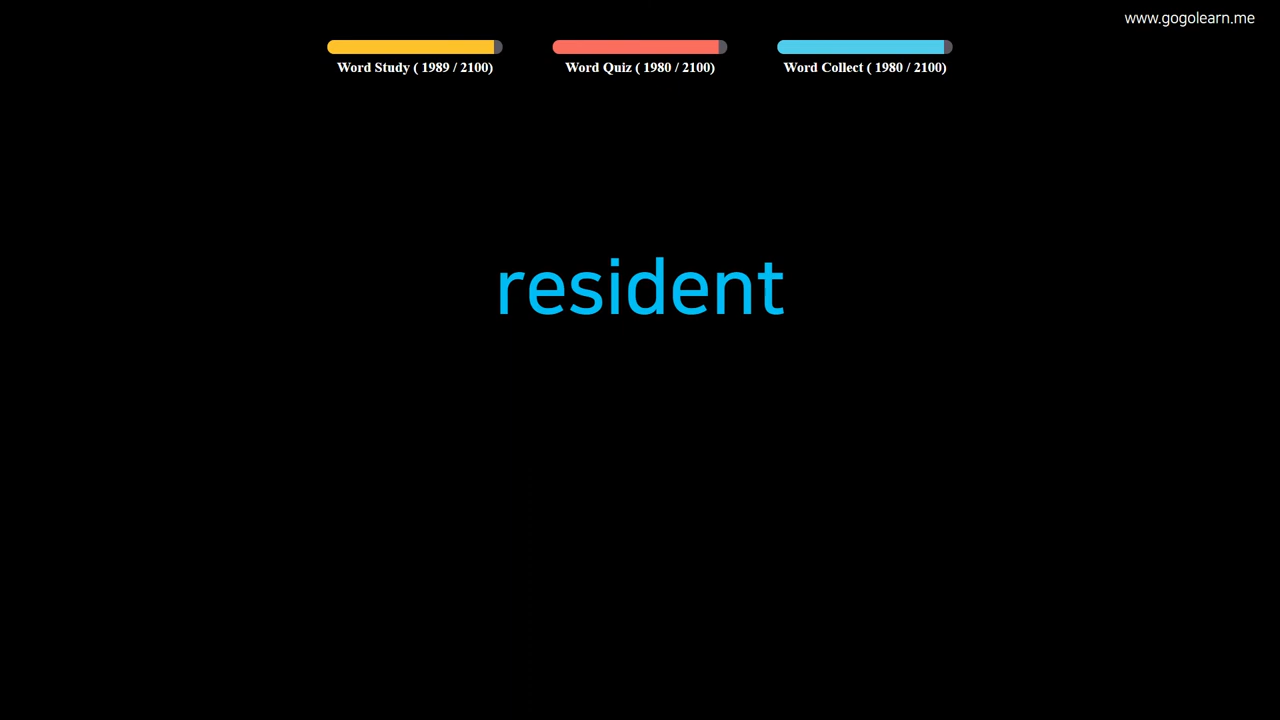 www.gogolearn.me
Word Study ( 1989 / 2100)
Word Quiz ( 1980 / 2100)
Word Collect ( 1980 / 2100)
resident